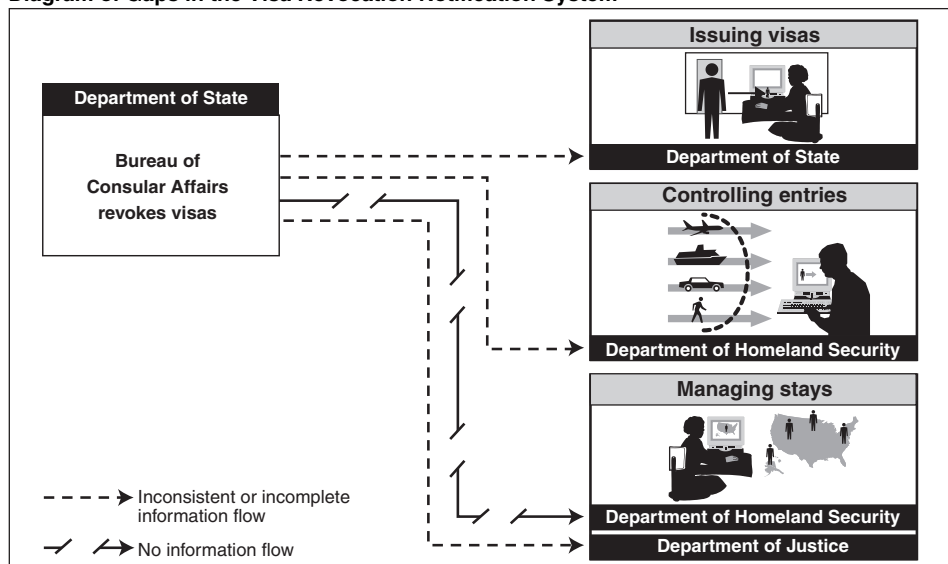 Diagram of Gaps in the Visa Revocation Notification System
Department of State
Bureau of
Consular Affairs
revokes visas
Issuing visas
Department of State
Controlling entries
Department of Homeland Security
Managing stays
Department of Homeland Security
Department of Justice
Inconsistent or incomplete
information flow
No information flow